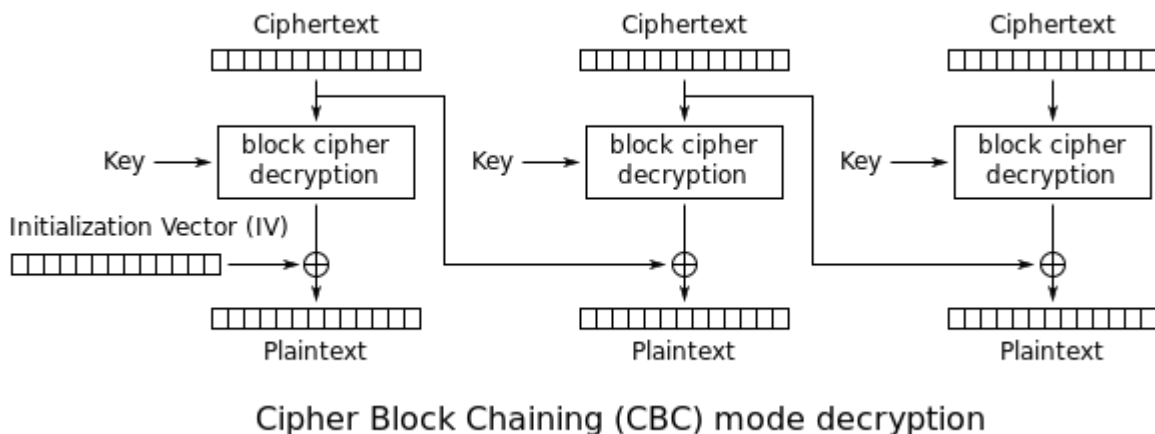 Ciphertext
Ciphertext
Ciphertext
Key
block cipher
decryption
Key
block cipher
decryption
Key
block cipher
decryption
Initialization Vector (IV)
Plaintext
Plaintext
Plaintext
Cipher Block Chaining (CBC) mode decryption